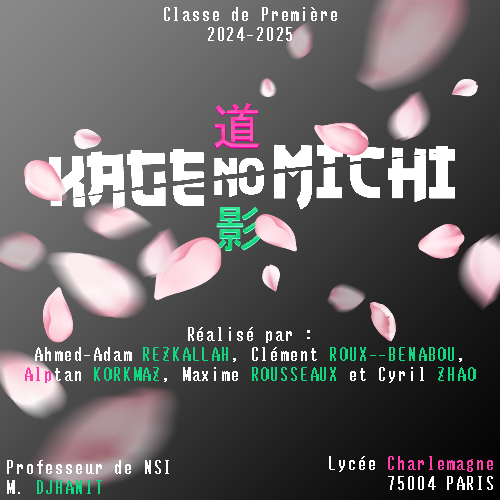 Classe de Première
2024-2025
道
KAGE NO MICHI
影
Réalisé par :
Ahmed-Adam REZKALLAH, Clément ROUX--BENABOU,
Alptan KORKMAZ, Maxime ROUSSEAUX et Cyril ZHAO
Professeur de NSI
M. DJHANIT
Lycée Charlemagne
75004 PARIS